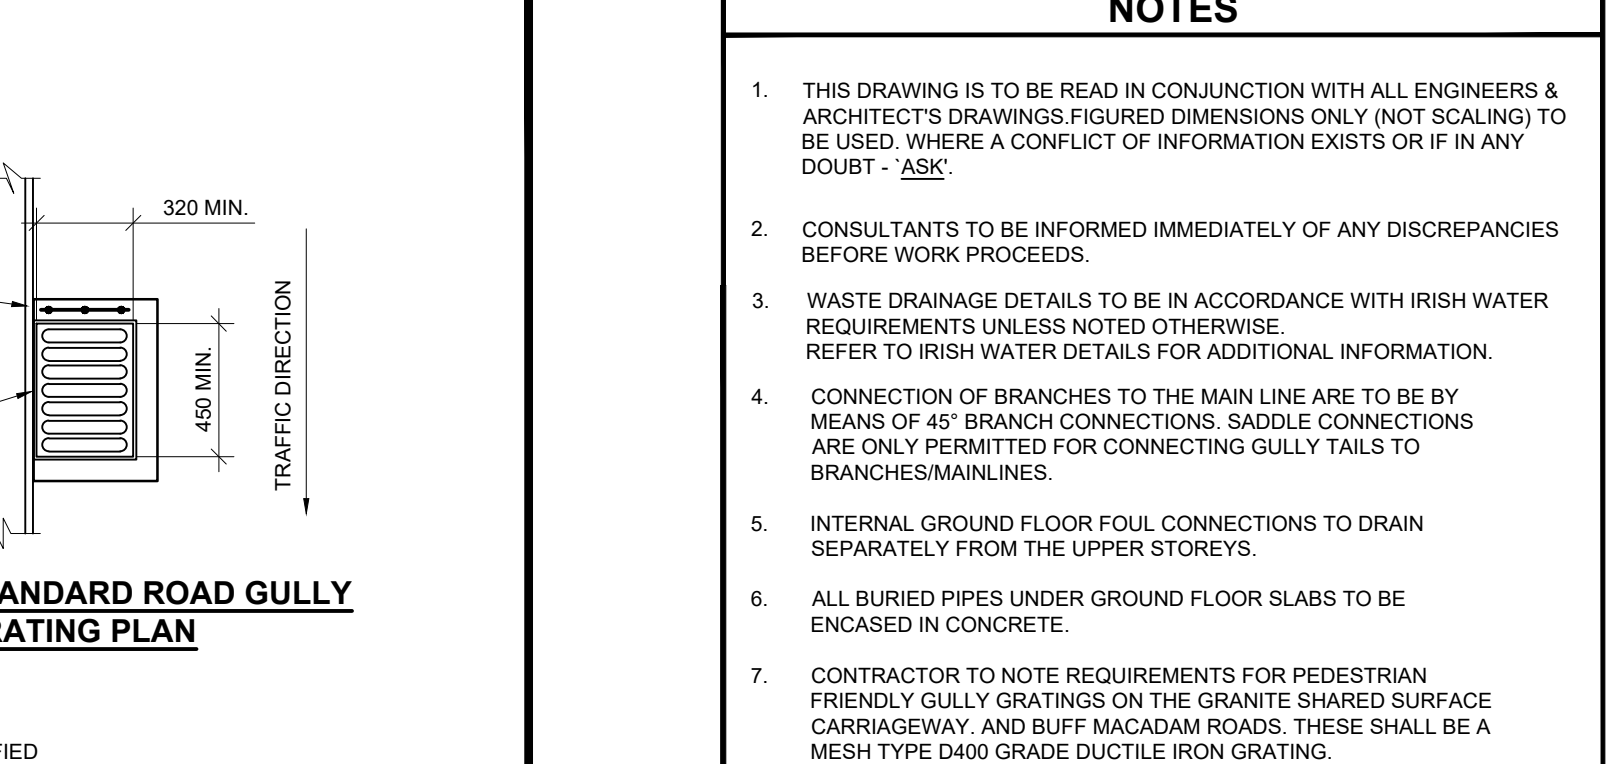 320 MIN.
450 MIN.
TRAFFIC DIRECTION
ANDARD ROAD GULLY
RATING PLAN
FIED
NOTES
1. THIS DRAWING IS TO BE READ IN CONJUNCTION WITH ALL ENGINEERS &
ARCHITECT'S DRAWINGS.FIGURED DIMENSIONS ONLY (NOT SCALING) TO
BE USED. WHERE A CONFLICT OF INFORMATION EXISTS OR IF IN ANY
DOUBT - `ASK'.
2. CONSULTANTS TO BE INFORMED IMMEDIATELY OF ANY DISCREPANCIES
BEFORE WORK PROCEEDS.
3. WASTE DRAINAGE DETAILS TO BE IN ACCORDANCE WITH IRISH WATER
REQUIREMENTS UNLESS NOTED OTHERWISE.
REFER TO IRISH WATER DETAILS FOR ADDITIONAL INFORMATION.
4. CONNECTION OF BRANCHES TO THE MAIN LINE ARE TO BE BY
MEANS OF 45° BRANCH CONNECTIONS. SADDLE CONNECTIONS
ARE ONLY PERMITTED FOR CONNECTING GULLY TAILS TO
BRANCHES/MAINLINES.
5. INTERNAL GROUND FLOOR FOUL CONNECTIONS TO DRAIN
SEPARATELY FROM THE UPPER STOREYS.
6. ALL BURIED PIPES UNDER GROUND FLOOR SLABS TO BE
ENCASED IN CONCRETE.
7. CONTRACTOR TO NOTE REQUIREMENTS FOR PEDESTRIAN
FRIENDLY GULLY GRATINGS ON THE GRANITE SHARED SURFACE
CARRIAGEWAY. AND BUFF MACADAM ROADS. THESE SHALL BE A
MESH TYPE D400 GRADE DUCTILE IRON GRATING.